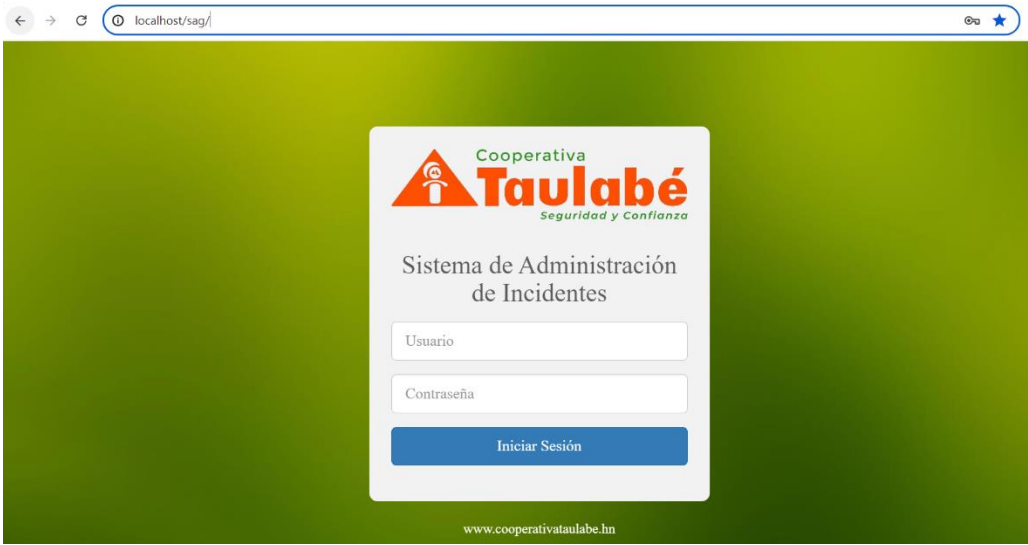 localhost/sag/
Cooperativa
Taulabé
Seguridad y Confianza
Sistema de Administración
de Incidentes
Usuario
Contraseña
Iniciar Sesión
www.cooperativataulabe.hn